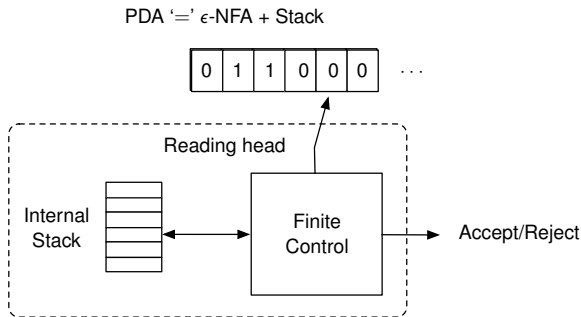 PDA ‘=’ ϵ-NFA + Stack
0 1 1 0 0 0 ...
Reading head
Internal
Stack
Finite
Control
Accept/Reject